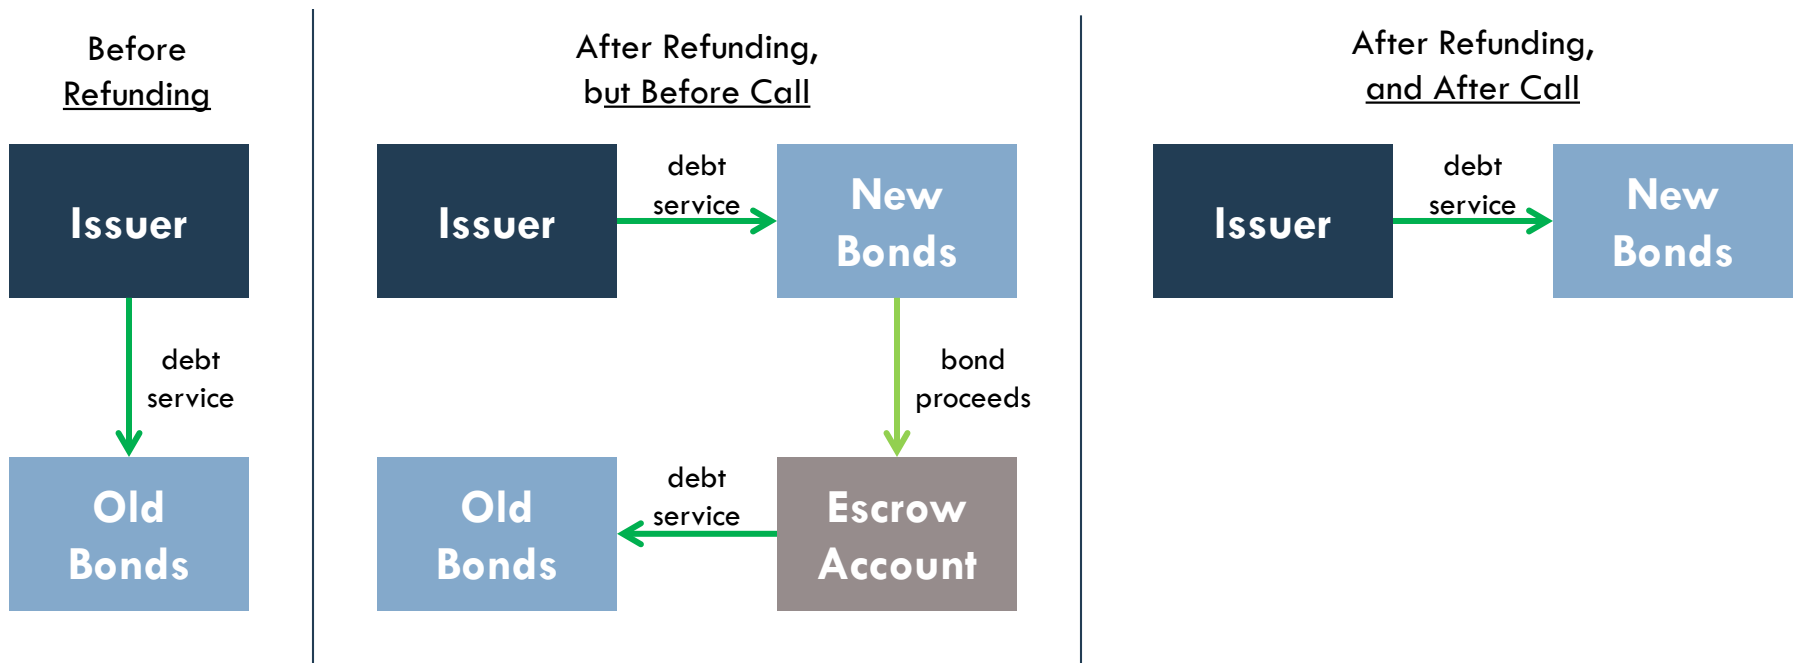 Before
Refunding
Issuer
debt
service
Old
Bonds
After Refunding,
but Before Call
Issuer
debt
service
New
Bonds
bond
proceeds
Old
Bonds
debt
service
Escrow
Account
After Refunding,
and After Call
Issuer
debt
service
New
Bonds